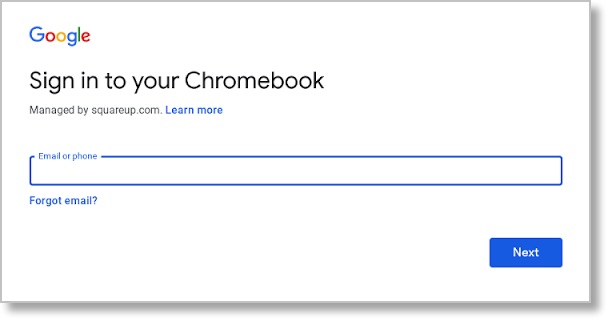 Google
Sign in to your Chromebook
Managed by squareup.com. Learn more
Email or phone
Forgot email?
Next